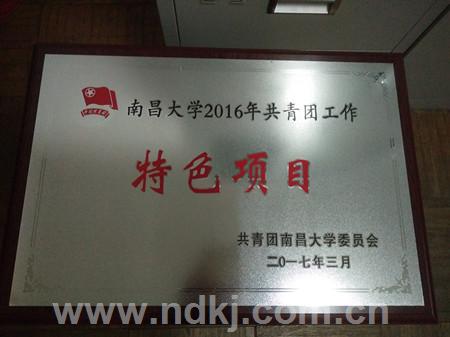 南昌大学2016年共青团工作
特色项目
共青团南昌大学委员会
二0一七年三月
www.ndkj.com.cn